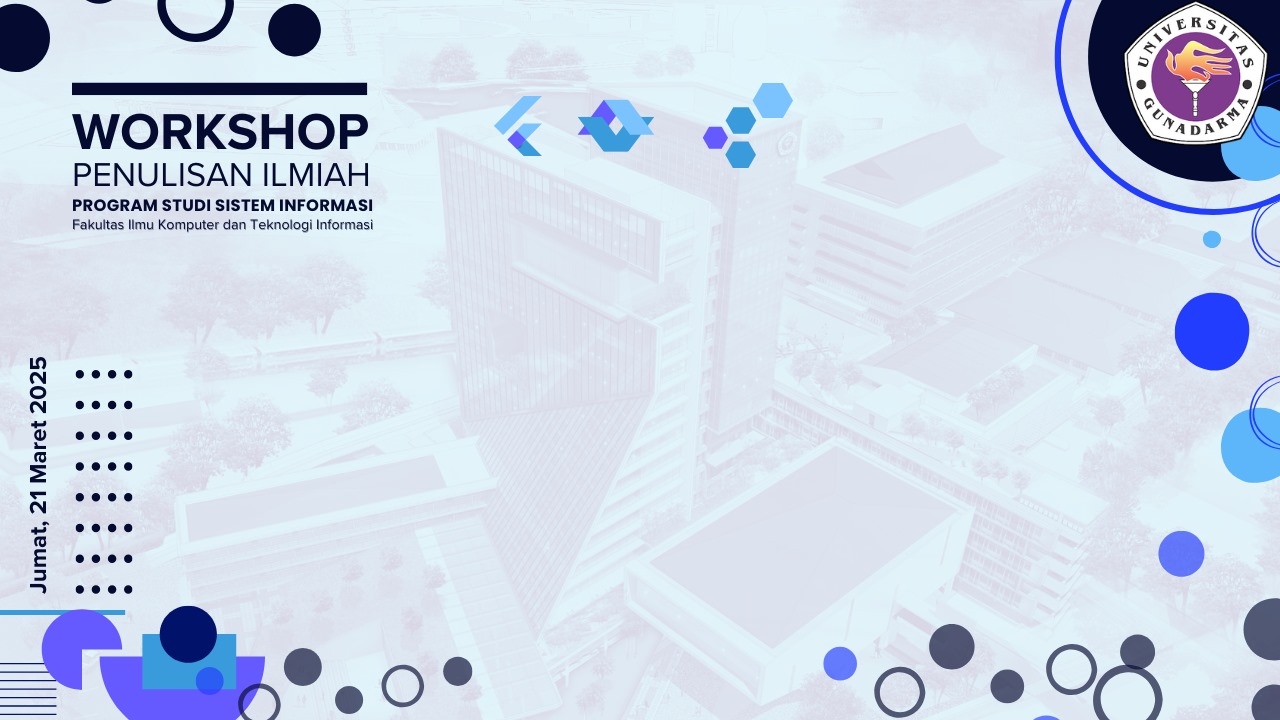 WORKSHOP
PENULISAN ILMIAH
PROGRAM STUDI SISTEM INFORMASI
Fakultas Ilmu Komputer dan Teknologi Informasi
UNIVERSITAS
GUNADARMA
Jumat, 21 Maret 2025